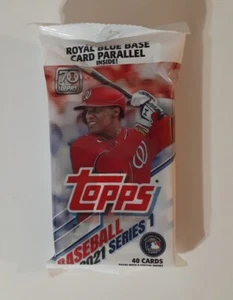 ROYAL BLUE BASE
CARD PARALLEL
INSIDE!
70
W
TOPPS
BASEBALL
2021 SERIES 1
40 CARDS